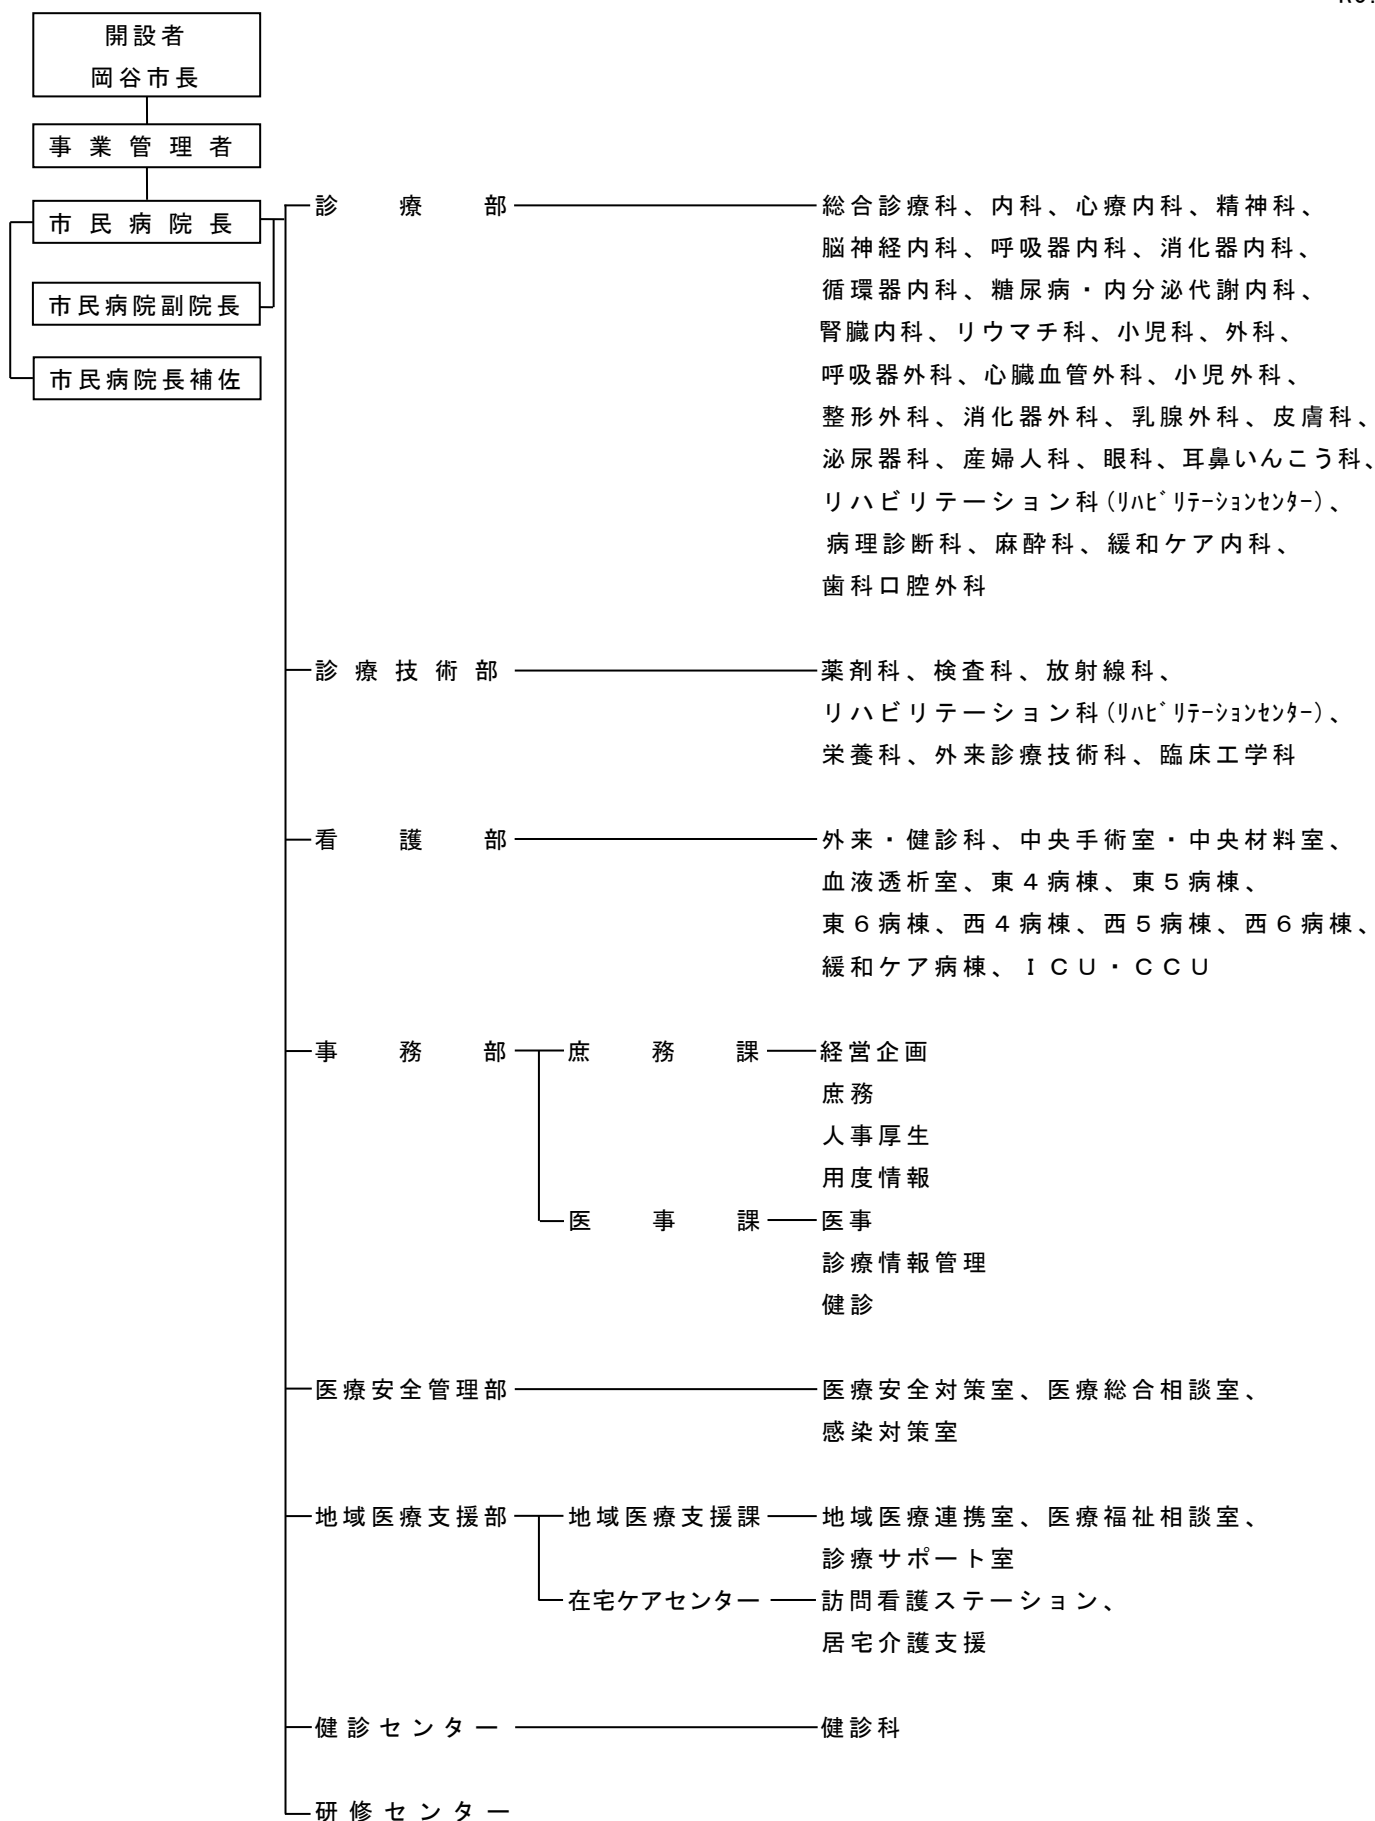 開設者
岡谷市長
事業管理者
市民病院長
市民病院副院長
市民病院長補佐
診療部
総合診療科、内科、心療内科、精神科、
脳神経内科、呼吸器内科、消化器内科、
循環器内科、糖尿病・内分泌代謝内科、
腎臓内科、リウマチ科、小児科、外科、
呼吸器外科、心臓血管外科、小児外科、
整形外科、消化器外科、乳腺外科、皮膚科、
泌尿器科、産婦人科、眼科、耳鼻いんこう科、
リハビリテーション科(ﾘﾊﾋﾞﾘﾃｰｼｮﾝｾﾝﾀｰ)、
病理診断科、麻酔科、緩和ケア内科、
歯科口腔外科
診療技術部
薬剤科、検査科、放射線科、
リハビリテーション科(ﾘﾊﾋﾞﾘﾃｰｼｮﾝｾﾝﾀｰ)、
栄養科、外来診療技術科、臨床工学科
看護部
外来・健診科、中央手術室・中央材料室、
血液透析室、東４病棟、東５病棟、
東６病棟、西４病棟、西５病棟、西６病棟、
緩和ケア病棟、ＩＣＵ・ＣＣＵ
事務部
庶務課
経営企画
庶務
人事厚生
用度情報
医事課
医事
診療情報管理
健診
医療安全管理部
医療安全対策室、医療総合相談室、
感染対策室
地域医療支援部
地域医療支援課
地域医療連携室、医療福祉相談室、
診療サポート室
在宅ケアセンター
訪問看護ステーション、
居宅介護支援
健診センター
健診科
研修センター